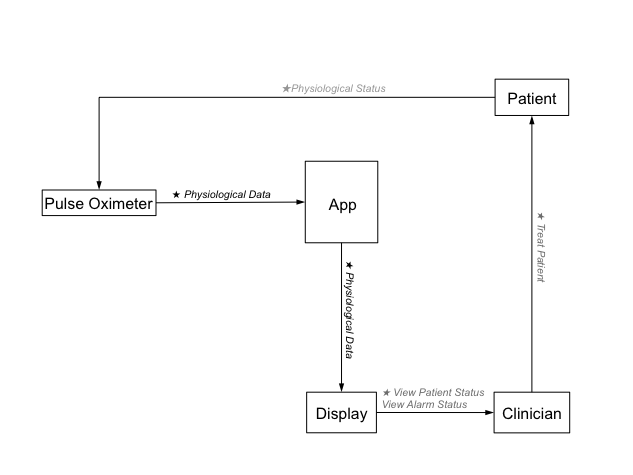 ★Physiological Status
Patient
★ Physiological Data
Pulse Oximeter
App
★ Treat Patient
★ Physiological Data
★ View Patient Status
View Alarm Status
Display
Clinician